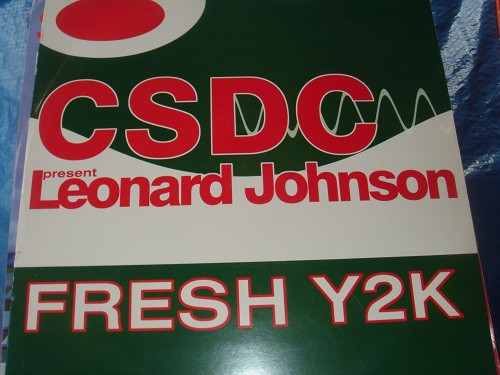 CSDC
present
Leonard Johnson
FRESH Y2K